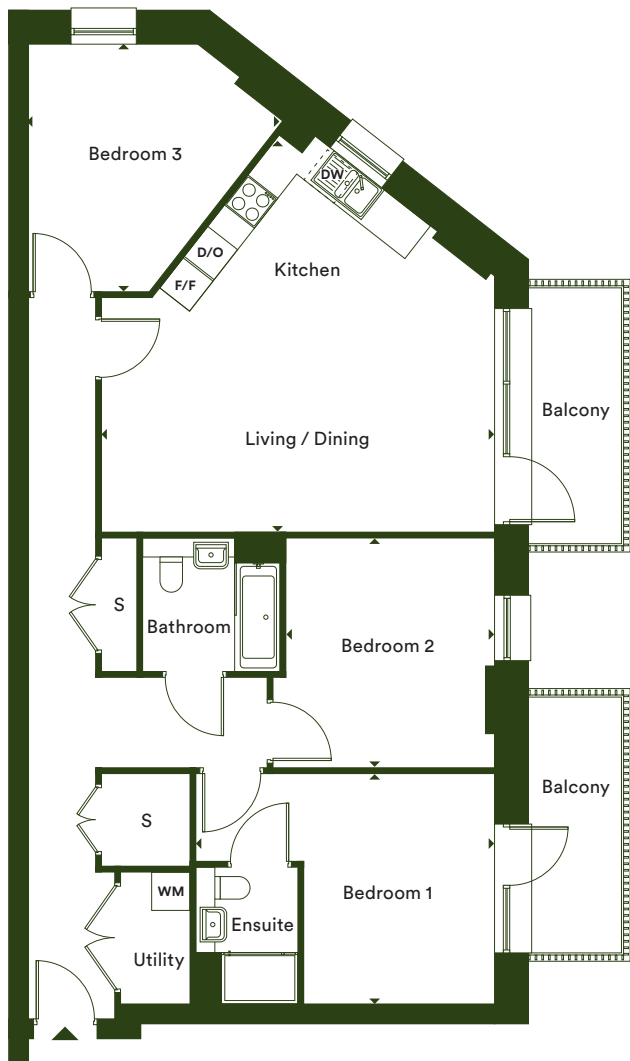 Bedroom 3
DW
D/O
F/F
Kitchen
Balcony
Living / Dining
S
Bathroom
Bedroom 2
Balcony
S
WM
Bedroom 1
Ensuite
Utility